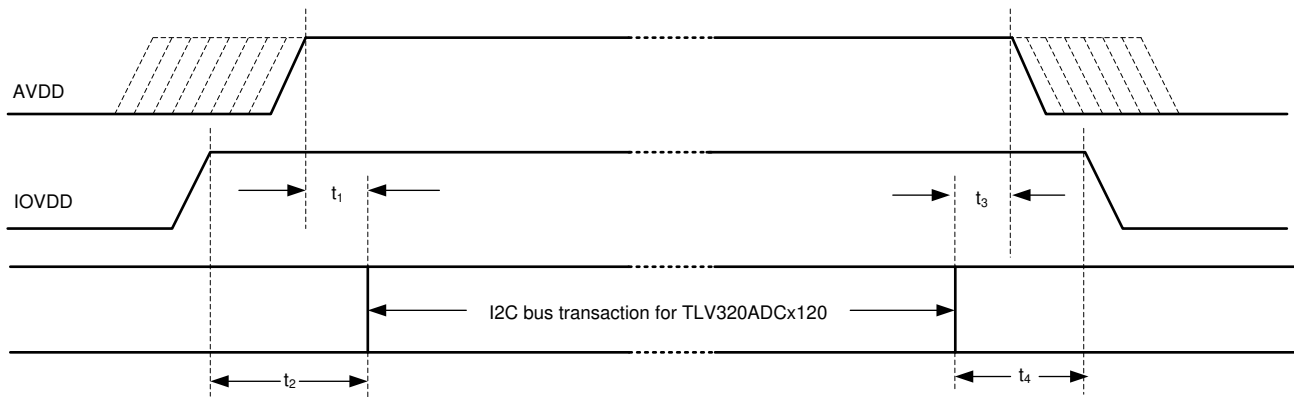 AVDD
IOVDD
t1
t3
I2C bus transaction for TLV320ADCx120
t2
t4